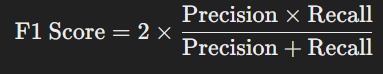 F1 Score = 2 × Precision × Recall / Precision + Recall